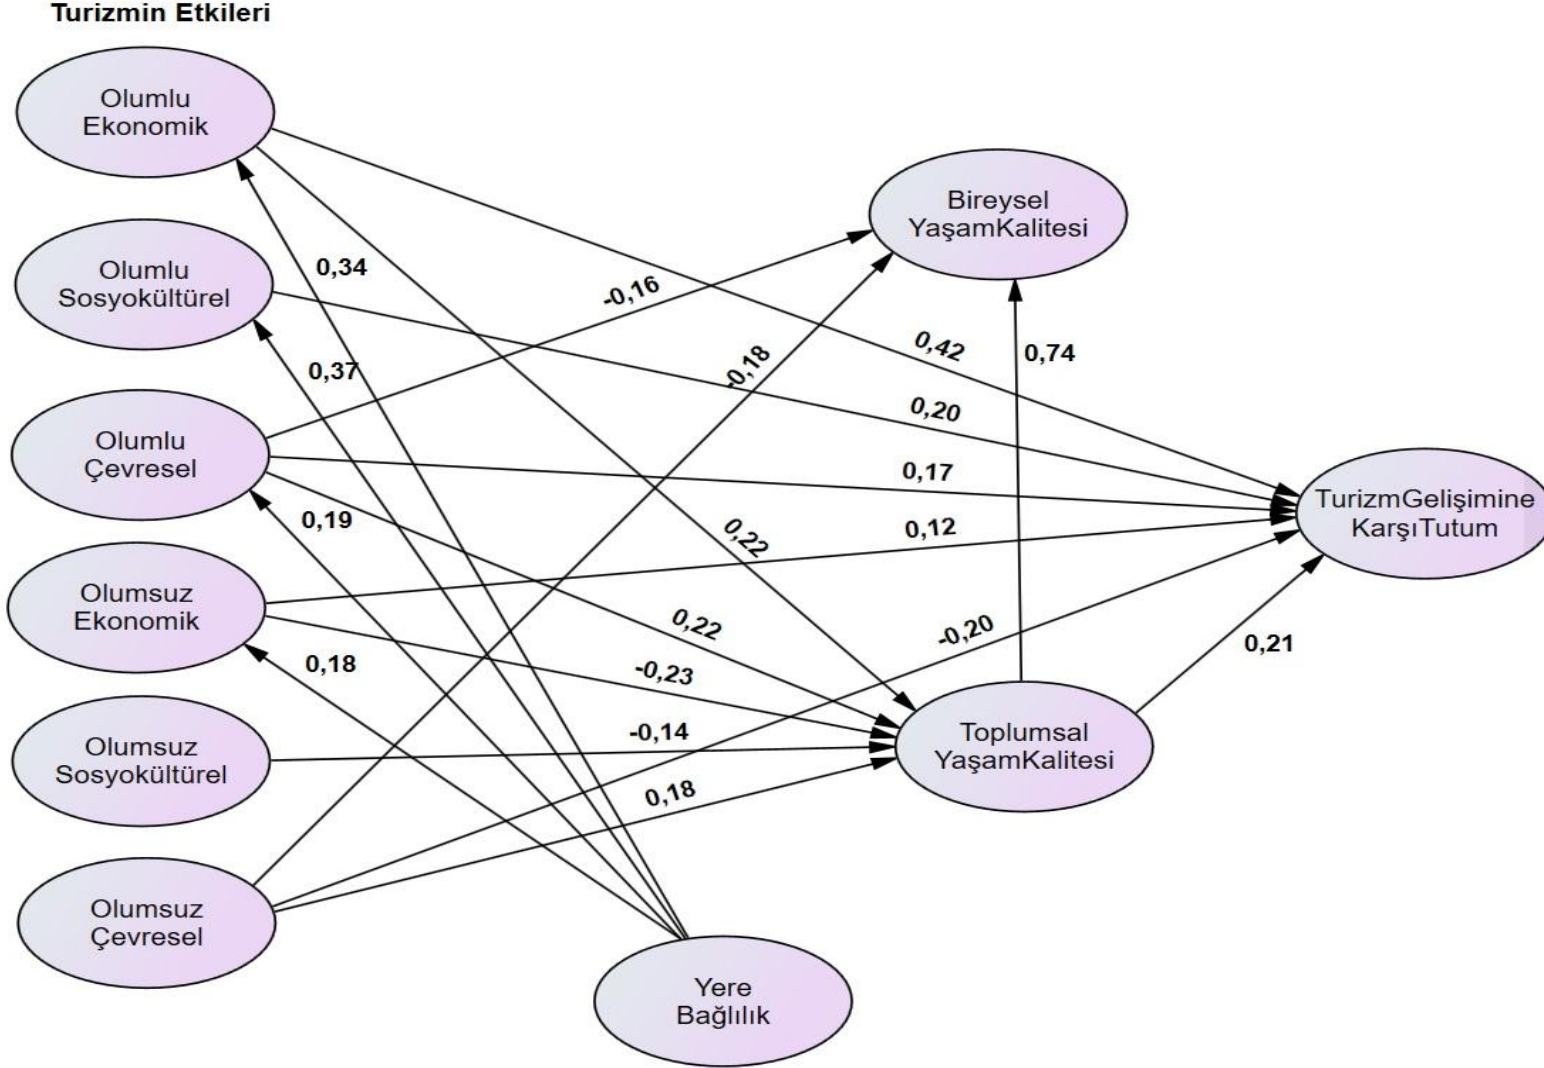 Turizmin Etkileri
Olumlu
Ekonomik
Olumlu
Sosyokültürel
Olumlu
Çevresel
Olumsuz
Ekonomik
Olumsuz
Sosyokültürel
Olumsuz
Çevresel
Yere
Bağlılık
Bireysel
YaşamKalitesi
Toplumsal
YaşamKalitesi
TurizmGelişimine
KarşıTutum
0,34
0,37
0,19
0,18
-0,16
-0,18
0,42
0,74
0,20
0,17
0,12
0,22
0,22
-0,20
-0,23
0,21
-0,14
0,18